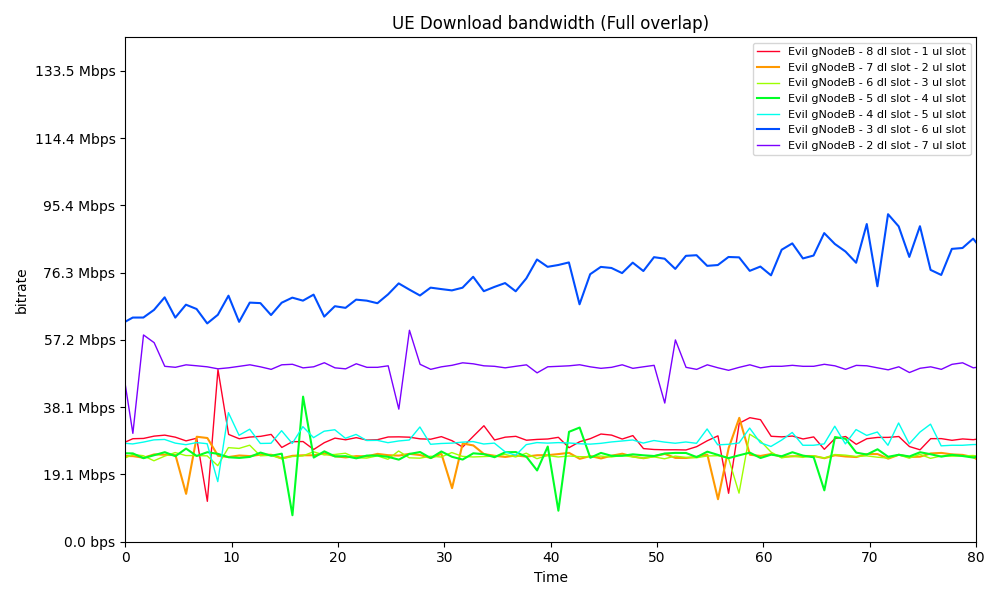 UE Download bandwidth (Full overlap)
133.5 Mbps
114.4 Mbps
95.4 Mbps
76.3 Mbps
57.2 Mbps
38.1 Mbps
19.1 Mbps
0.0 bps
bitrate
Evil gNodeB - 8 dl slot - 1 ul slot
Evil gNodeB - 7 dl slot - 2 ul slot
Evil gNodeB - 6 dl slot - 3 ul slot
Evil gNodeB - 5 dl slot - 4 ul slot
Evil gNodeB - 4 dl slot - 5 ul slot
Evil gNodeB - 3 dl slot - 6 ul slot
Evil gNodeB - 2 dl slot - 7 ul slot
0 10 20 30 40 50 60 70 80
Time